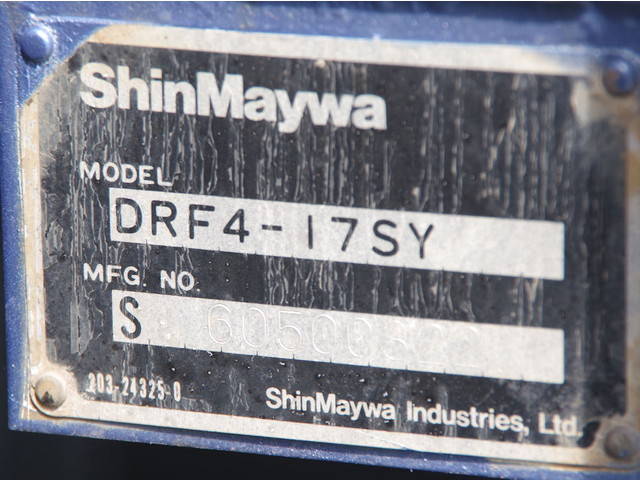 ShinMaywa
MODEL
DRF4-17SY
MFG. NO.
S
203-24325-0
ShinMaywa Industries, Ltd.